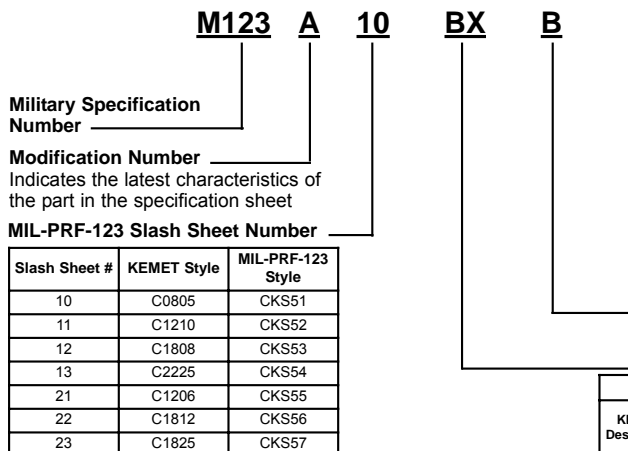 M123 A 10 BX B
Military Specification
Number
Modification Number
Indicates the latest characteristics of
the part in the specification sheet
MIL-PRF-123 Slash Sheet Number
Slash Sheet # KEMET Style MIL-PRF-123 Style
10 C0805 CKS51
11 C1210 CKS52
12 C1808 CKS53
13 C2225 CKS54
21 C1206 CKS55
22 C1812 CKS56
23 C1825 CKS57